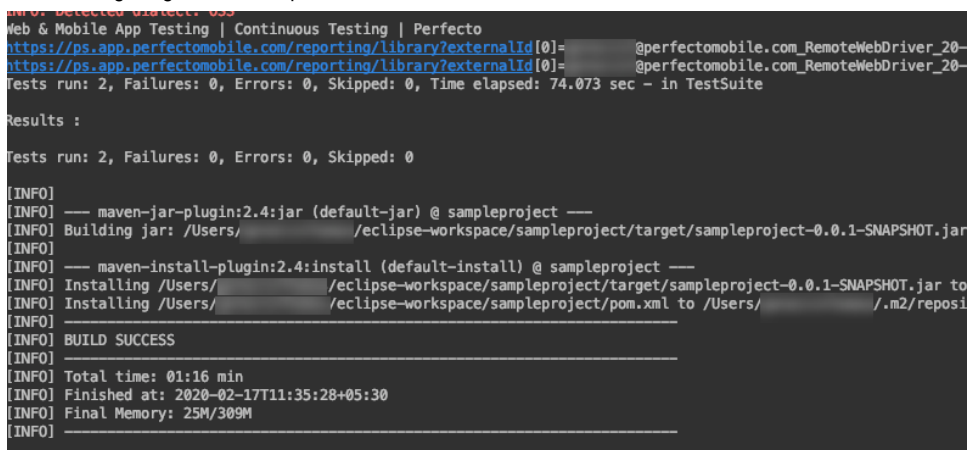 INFO: Detected dialect: OSS
Web & Mobile App Testing | Continuous Testing | Perfecto
https://ps.app.perfectomobile.com/reporting/library?externalId[0]= @perfectomobile.com_RemoteWebDriver_20-
https://ps.app.perfectomobile.com/reporting/library?externalId[0]= @perfectomobile.com_RemoteWebDriver_20-
Tests run: 2, Failures: 0, Errors: 0, Skipped: 0, Time elapsed: 74.073 sec - in TestSuite
Results :
Tests run: 2, Failures: 0, Errors: 0, Skipped: 0
[INFO]
[INFO] --- maven-jar-plugin:2.4:jar (default-jar) @ sampleproject ---
[INFO] Building jar: /Users/ /eclipse-workspace/sampleproject/target/sampleproject-0.0.1-SNAPSHOT.jar
[INFO]
[INFO] --- maven-install-plugin:2.4:install (default-install) @ sampleproject ---
[INFO] Installing /Users/ /eclipse-workspace/sampleproject/target/sampleproject-0.0.1-SNAPSHOT.jar to
[INFO] Installing /Users/ /eclipse-workspace/sampleproject/pom.xml to /Users/ /.m2/reposi
[INFO] ------------------------------------------------------------------------
[INFO] BUILD SUCCESS
[INFO] ------------------------------------------------------------------------
[INFO] Total time: 01:16 min
[INFO] Finished at: 2020-02-17T11:35:28+05:30
[INFO] Final Memory: 25M/309M
[INFO] ------------------------------------------------------------------------